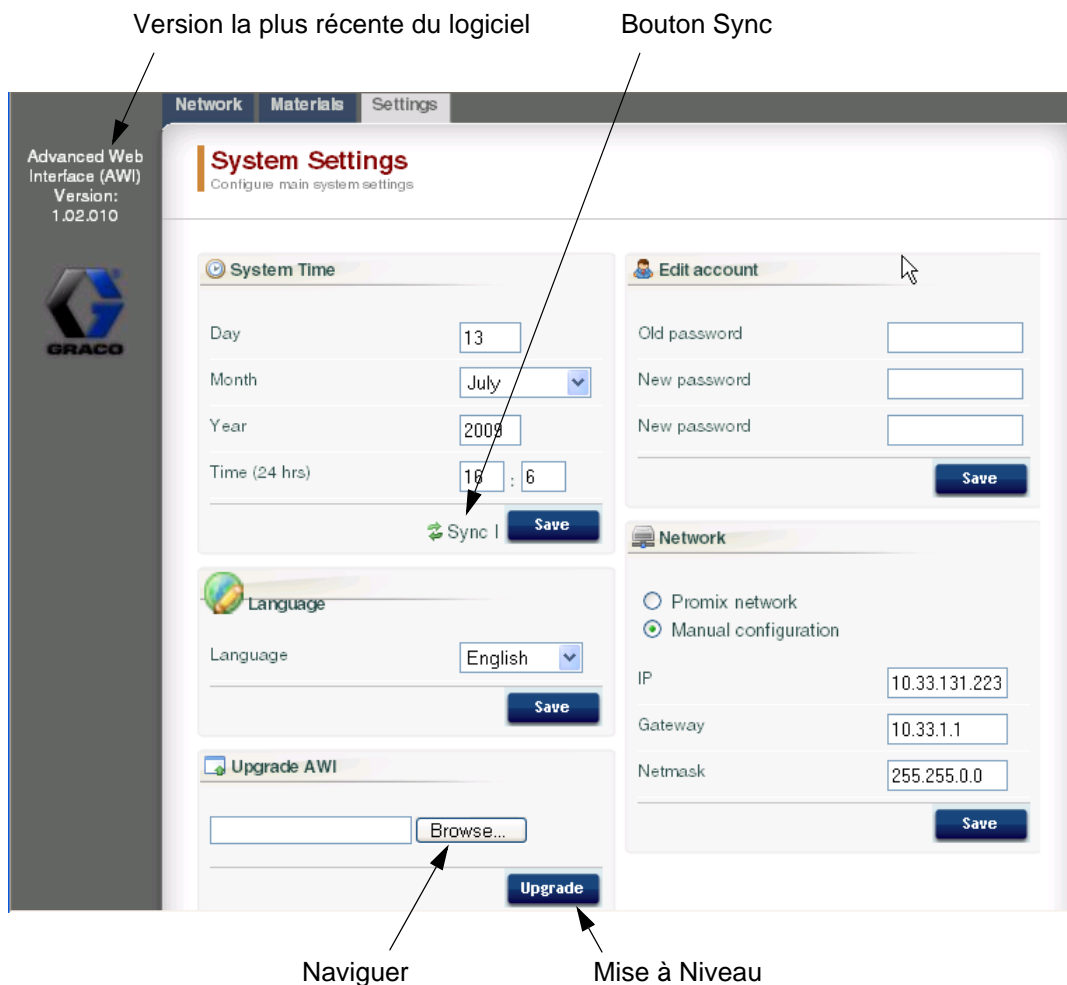 Version la plus récente du logiciel
Bouton Sync
Network
Materials
Settings
Advanced Web
Interface (AWI)
Version:
1.02.010
GRACO
System Settings
Configure main system settings
System Time
Day
13
Month
July
Year
2009
Time (24 hrs)
16 : 6
Sync |
Save
Language
Language
English
Save
Upgrade AWI
Browse...
Upgrade
Edit account
Old password
New password
New password
Save
Network
Promix network
Manual configuration
IP
10.33.131.223
Gateway
10.33.1.1
Netmask
255.255.0.0
Save
Naviguer
Mise à Niveau